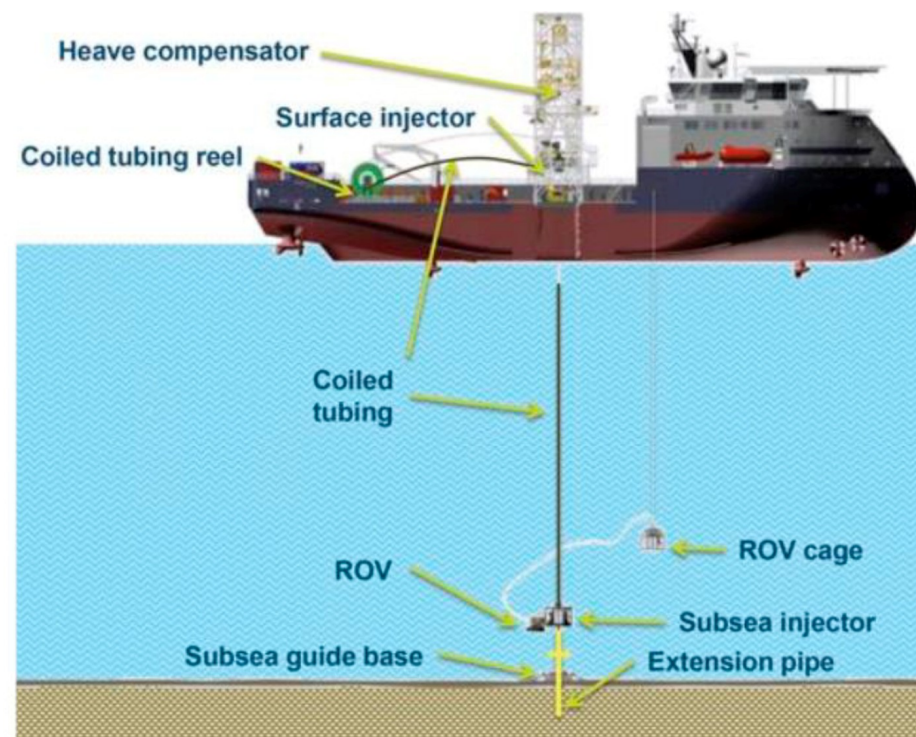 Heave compensator
Surface injector
Coiled tubing reel
Coiled
tubing
ROV cage
ROV
Subsea injector
Subsea guide base
Extension pipe